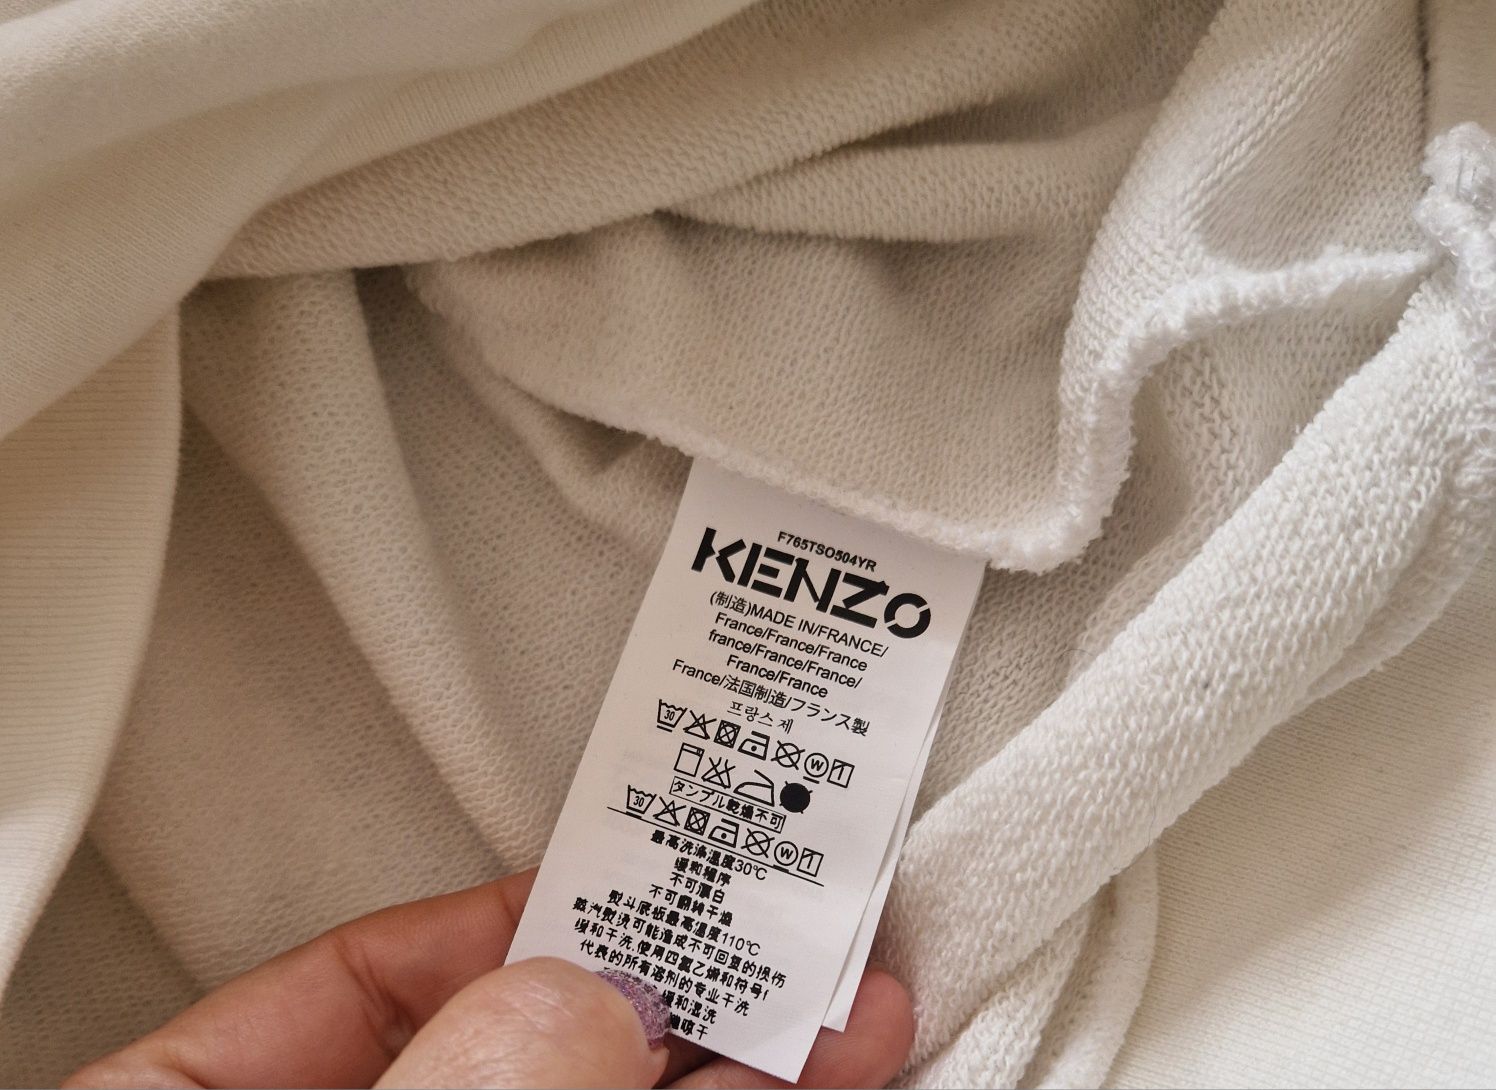 F765TSO504YR
KENZO
(制造)MADE IN/FRANCE/
France/France/France
france/France/France/
France/France
France/法国制造/フランス製
프랑스 제
30 W
タンブル乾燥不可
30 W
最高洗涤温度30℃
缓和程序
不可漂白
不可翻转干燥
熨斗底板最高温度110℃
蒸汽熨烫可能造成不可回复的损伤
缓和干洗,使用四氯乙烯和符号f
代表的所有溶剂的专业干洗
缓和湿洗
晾干